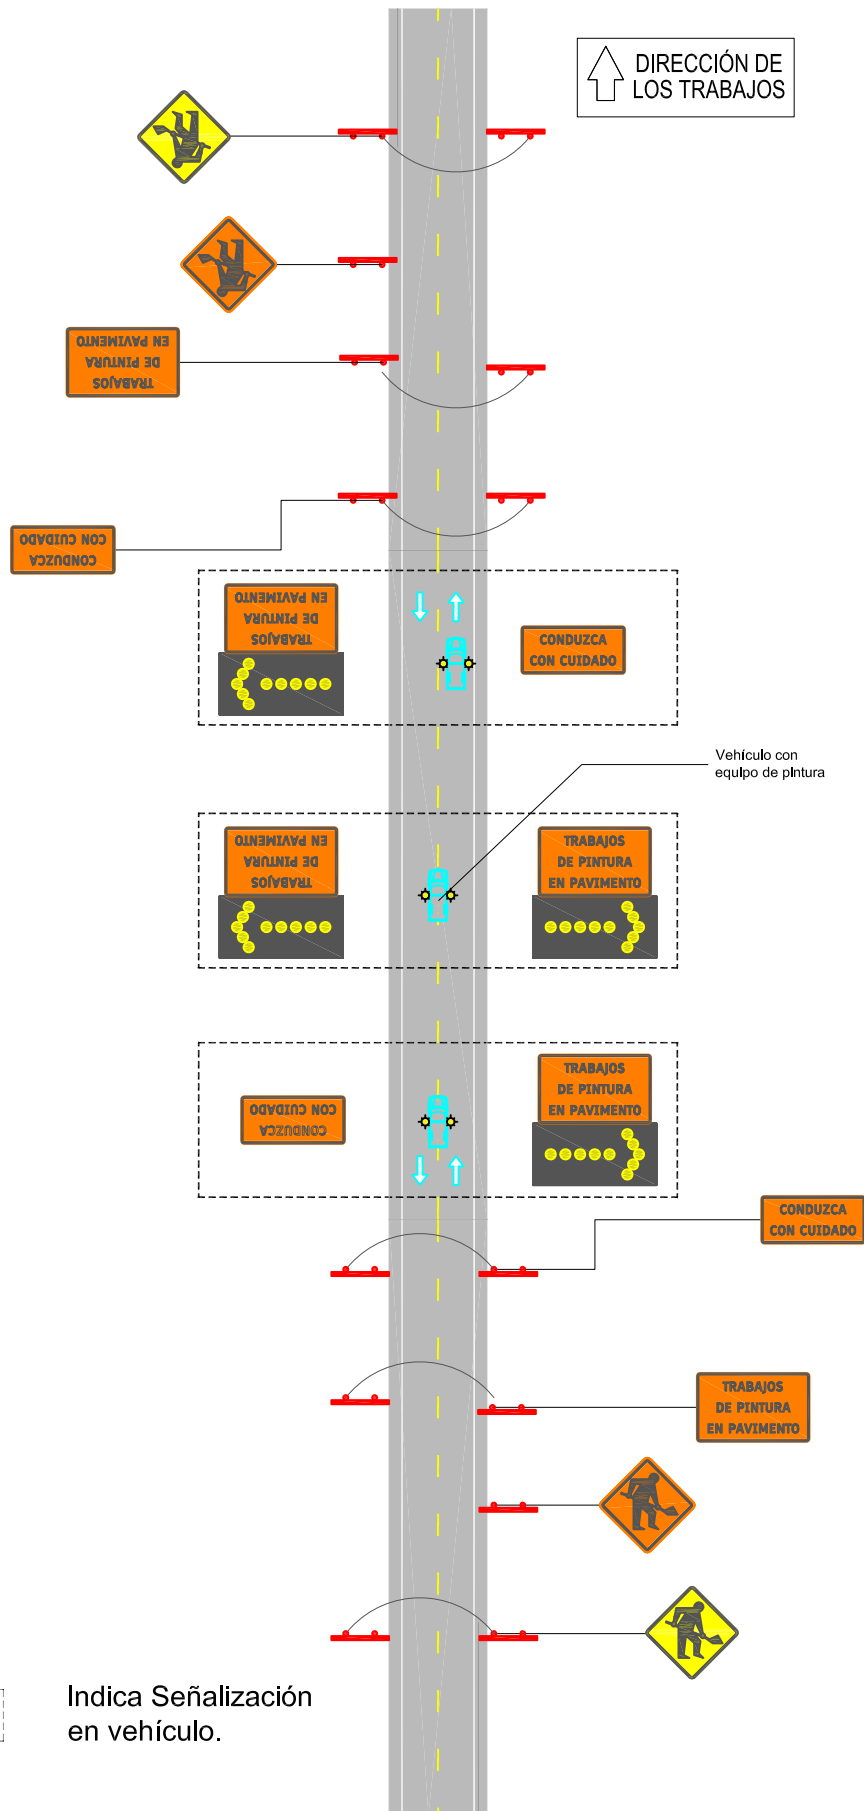 DIRECCIÓN DE
LOS TRABAJOS
TRABAJOS
DE PINTURA
EN PAVIMENTO
CONDUZCA
CON CUIDADO
TRABAJOS
DE PINTURA
EN PAVIMENTO
CONDUZCA
CON CUIDADO
Vehículo con
equipo de pintura
TRABAJOS
DE PINTURA
EN PAVIMENTO
TRABAJOS
DE PINTURA
EN PAVIMENTO
CONDUZCA
CON CUIDADO
TRABAJOS
DE PINTURA
EN PAVIMENTO
CONDUZCA
CON CUIDADO
TRABAJOS
DE PINTURA
EN PAVIMENTO
Indica Señalización
en vehículo.